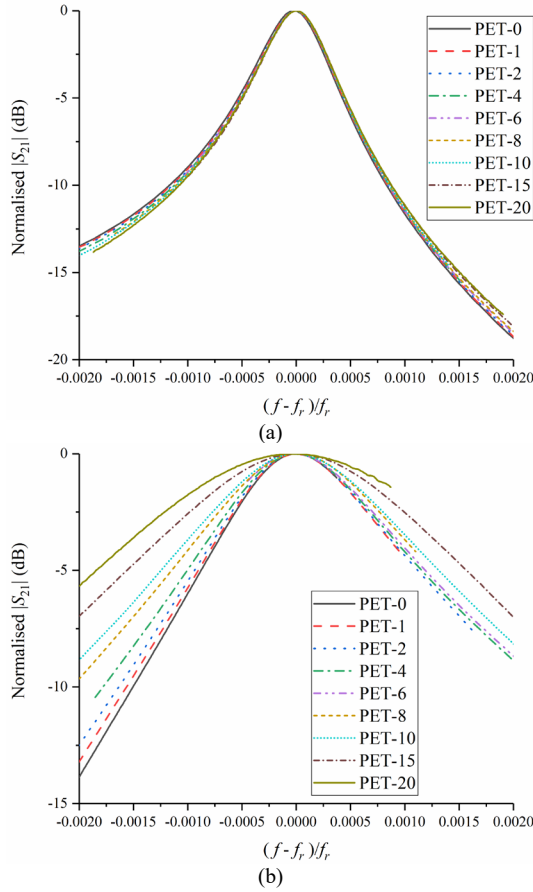 0
-5
-10
-15
-20
Normalised |S21| (dB)
PET-0
PET-1
PET-2
PET-4
PET-6
PET-8
PET-10
PET-15
PET-20
-0.0020 -0.0015 -0.0010 -0.0005 0.0000 0.0005 0.0010 0.0015 0.0020
(f - fr)/fr
(a)
0
-5
-10
-15
Normalised |S21| (dB)
PET-0
PET-1
PET-2
PET-4
PET-6
PET-8
PET-10
PET-15
PET-20
-0.0020 -0.0015 -0.0010 -0.0005 0.0000 0.0005 0.0010 0.0015 0.0020
(f - fr)/fr
(b)